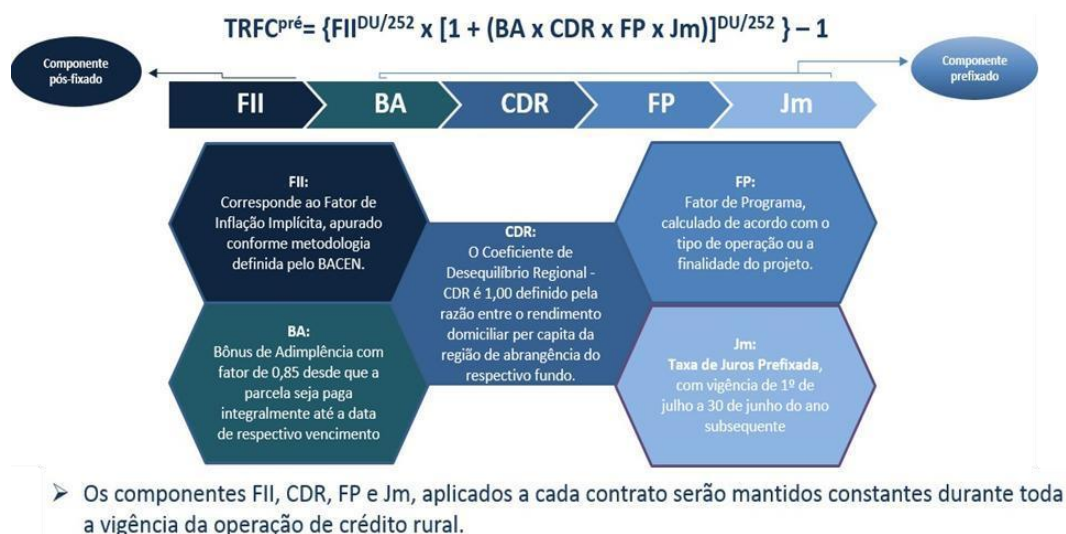 TRFCpré= {FIIDU/252 x [1 + (BA x CDR x FP x Jm)]DU/252 } – 1
Componente
pós-fixado
Componente
prefixado
FII
BA
CDR
FP
Jm
FII:
Corresponde ao Fator de
Inflação Implícita, apurado
conforme metodologia
definida pelo BACEN.
BA:
Bônus de Adimplência com
fator de 0,85 desde que a
parcela seja paga
integralmente até a data
de respectivo vencimento
CDR:
O Coeficiente de
Desequilíbrio Regional -
CDR é 1,00 definido pela
razão entre o rendimento
domiciliar per capita da
região de abrangência do
respectivo fundo.
FP:
Fator de Programa,
calculado de acordo com o
tipo de operação ou a
finalidade do projeto.
Jm:
Taxa de Juros Prefixada,
com vigência de 1º de
julho a 30 de junho do ano
subsequente
➢ Os componentes FII, CDR, FP e Jm, aplicados a cada contrato serão mantidos constantes durante toda
a vigência da operação de crédito rural.